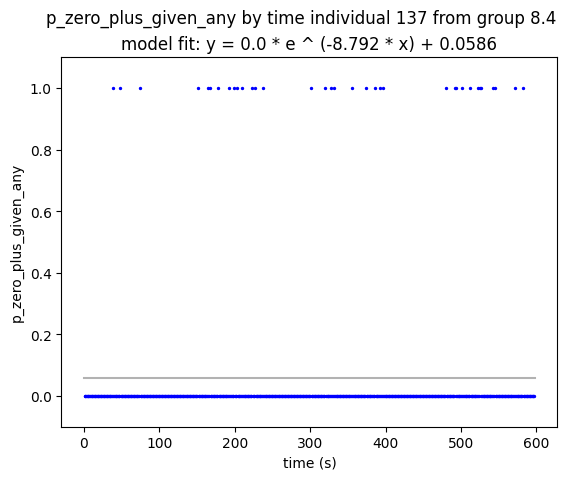 p_zero_plus_given_any by time individual 137 from group 8.4
model fit: y = 0.0 * e ^ (-8.792 * x) + 0.0586
1.0
0.8
0.6
0.4
0.2
0.0
p_zero_plus_given_any
0 100 200 300 400 500 600
time (s)